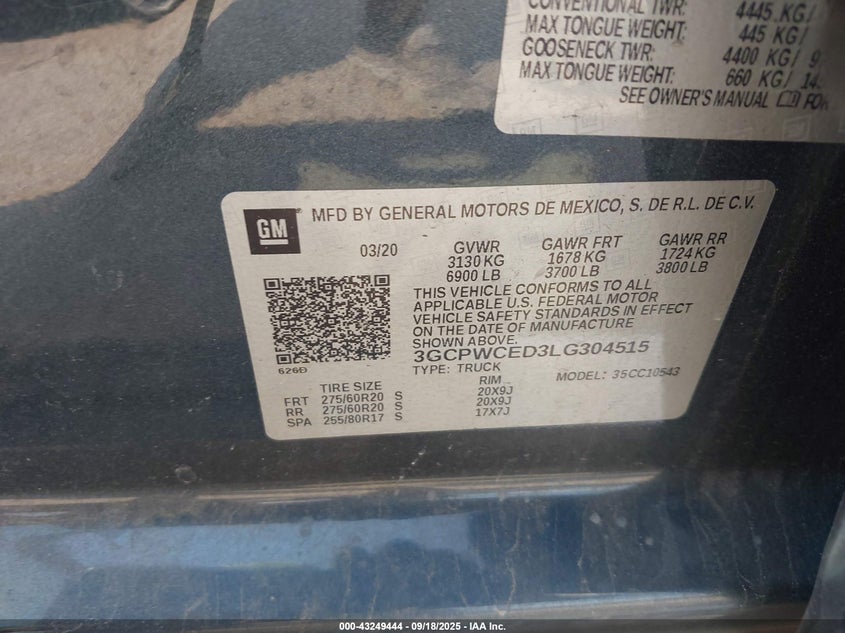 CONVENTIONAL TWR: 4445 KG/
MAX TONGUE WEIGHT: 445 KG/
GOOSENECK TWR: 4400 KG/ 9
MAX TONGUE WEIGHT: 660 KG/ 14
SEE OWNER'S MANUAL FOR
GM MFD BY GENERAL MOTORS DE MEXICO, S. DE R.L. DE C.V.
03/20 GVWR GAWR FRT GAWR RR
3130 KG 1678 KG 1724 KG
6900 LB 3700 LB 3800 LB
THIS VEHICLE CONFORMS TO ALL
APPLICABLE U.S. FEDERAL MOTOR
VEHICLE SAFETY STANDARDS IN EFFECT
ON THE DATE OF MANUFACTURE
SHOWN ABOVE.
3GCPWCED3LG304515
TYPE: TRUCK MODEL: 35CC10543
626D
TIRE SIZE RIM
FRT 275/60R20 S 20X9J
RR 275/60R20 S 20X9J
SPA 255/80R17 S 17X7J
000-43249444 - 09/18/2025 - IAA Inc.